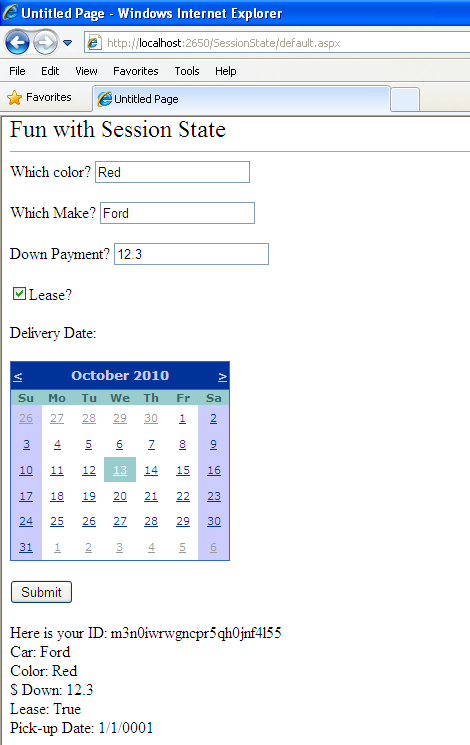 Untitled Page - Windows Internet Explorer
http://localhost:2650/SessionState/default.aspx
File Edit View Favorites Tools Help
Favorites Untitled Page
Fun with Session State
Which color? Red
Which Make? Ford
Down Payment? 12.3
Lease?
Delivery Date:
< October 2010 >
Su Mo Tu We Th Fr Sa
26 27 28 29 30 1 2
3 4 5 6 7 8 9
10 11 12 13 14 15 16
17 18 19 20 21 22 23
24 25 26 27 28 29 30
31 1 2 3 4 5 6
Submit
Here is your ID: m3n0iwrwgncpr5qh0jnf4l55
Car: Ford
Color: Red
$ Down: 12.3
Lease: True
Pick-up Date: 1/1/0001